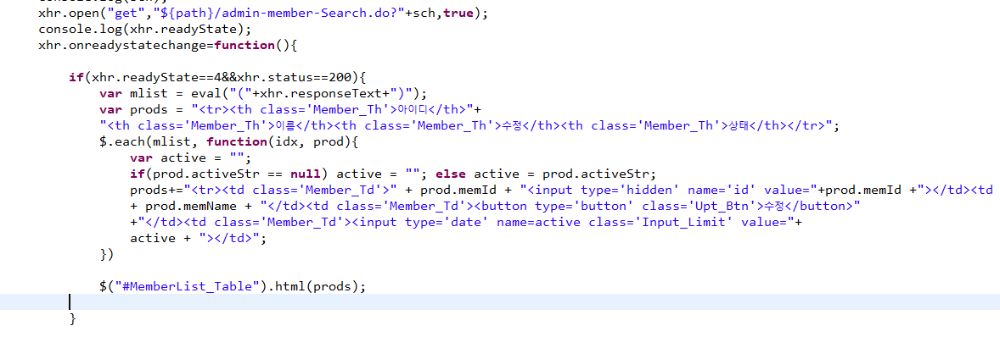 xhr.open("get","${path}/admin-member-Search.do?"+sch,true);
console.log(xhr.readyState);
xhr.onreadystatechange=function(){
if(xhr.readyState==4&&xhr.status==200){
var mlist = eval("("+xhr.responseText+")");
var prods = "<tr><th class='Member_Th'>아이디</th>"+
"<th class='Member_Th'>이름</th><th class='Member_Th'>수정</th><th class='Member_Th'>상태</th></tr>";
$.each(mlist, function(idx, prod){
var active = "";
if(prod.activeStr == null) active = ""; else active = prod.activeStr;
prods+="<tr><td class='Member_Td'>" + prod.memId + "<input type='hidden' name='id' value="+prod.memId +"></td><td
+ prod.memName + "</td><td class='Member_Td'><button type='button' class='Upt_Btn'>수정</button>"
+"</td><td class='Member_Td'><input type='date' name=active class='Input_Limit' value="+
active + "></td>";
})
$("#MemberList_Table").html(prods);
}